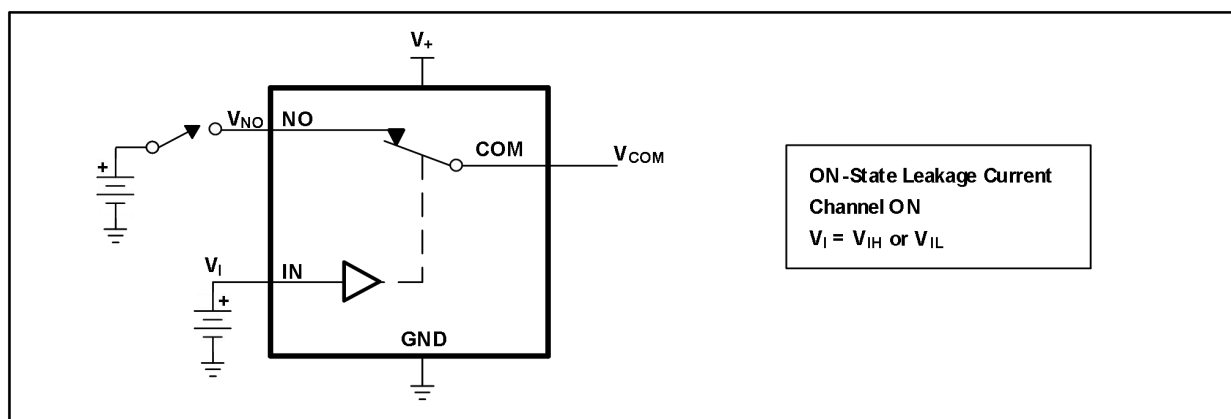 V+
VNO NO
COM VCOM
+
VI IN
+
GND
ON-State Leakage Current
Channel ON
VI = VIH or VIL